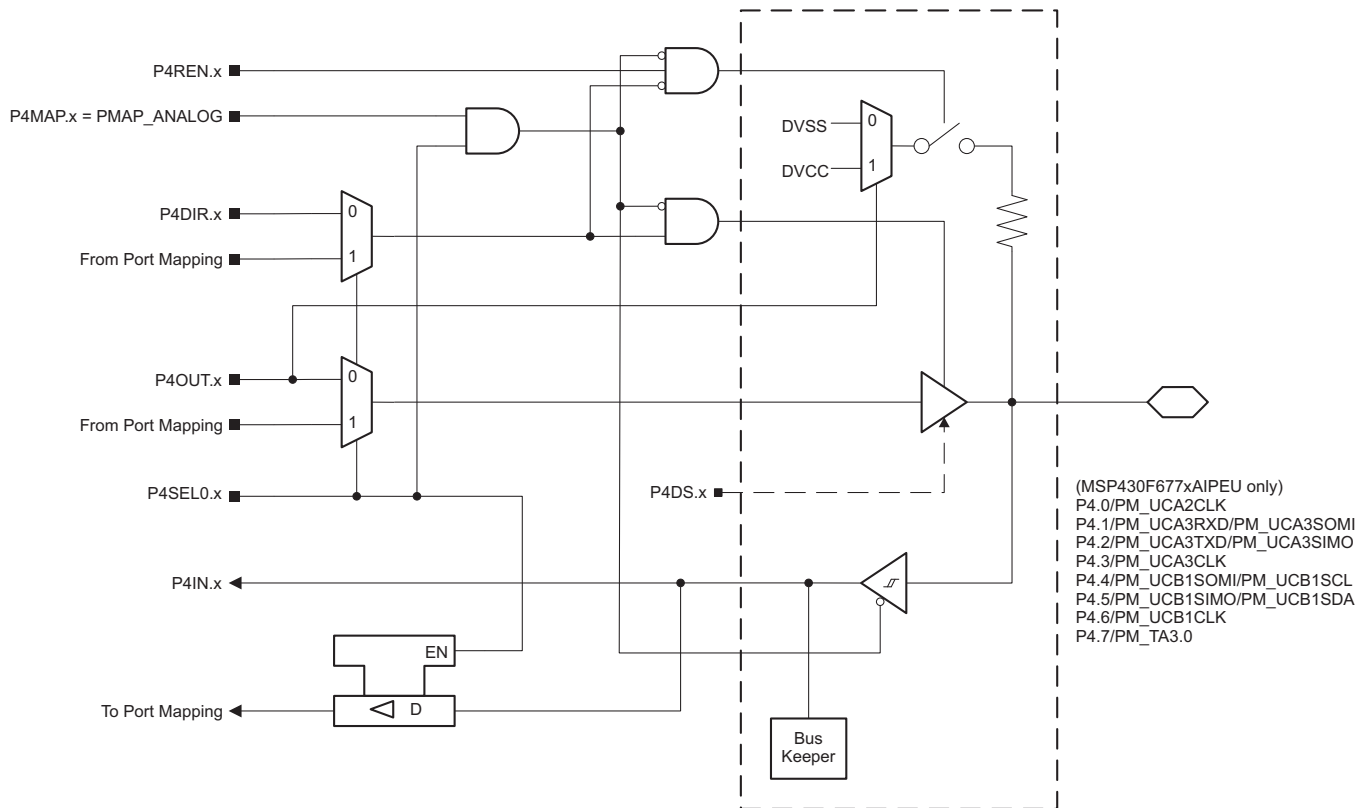 P4REN.x
P4MAP.x = PMAP_ANALOG
DVSS
0
DVCC
1
P4DIR.x
0
From Port Mapping
1
P4OUT.x
0
From Port Mapping
1
P4SEL0.x
P4DS.x
(MSP430F677xAIPEU only)
P4.0/PM_UCA2CLK
P4.1/PM_UCA3RXD/PM_UCA3SOMI
P4.2/PM_UCA3TXD/PM_UCA3SIMO
P4.3/PM_UCA3CLK
P4.4/PM_UCB1SOMI/PM_UCB1SCL
P4.5/PM_UCB1SIMO/PM_UCB1SDA
P4.6/PM_UCB1CLK
P4.7/PM_TA3.0
P4IN.x
EN
To Port Mapping
D
Bus
Keeper